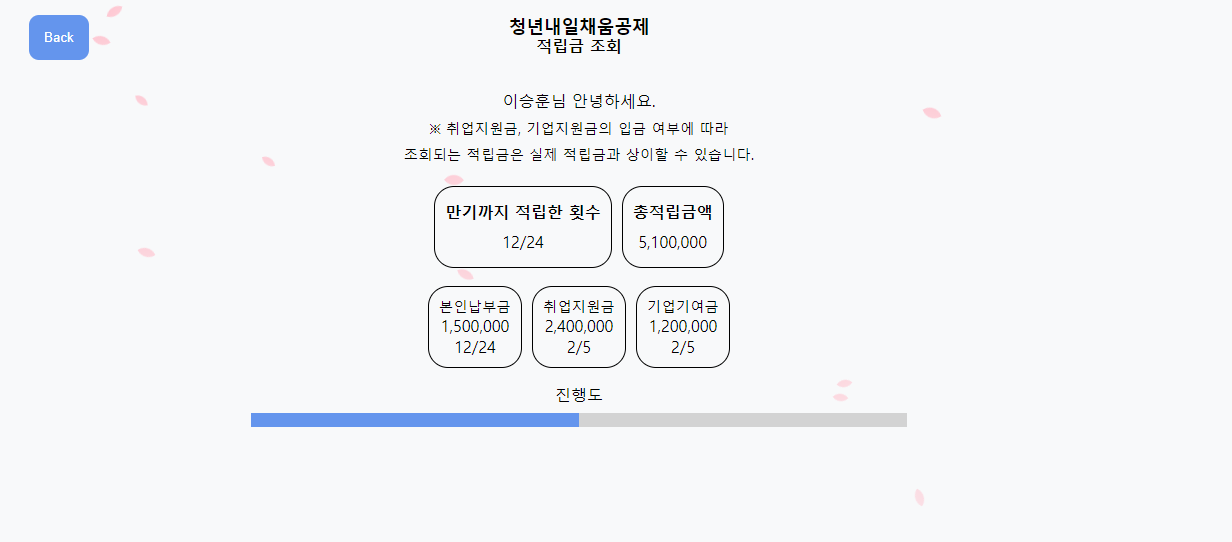 Back
청년내일채움공제
적립금 조회
이승훈님 안녕하세요.
※ 취업지원금, 기업지원금의 입금 여부에 따라
조회되는 적립금은 실제 적립금과 상이할 수 있습니다.
만기까지 적립한 횟수
12/24
총적립금액
5,100,000
본인납부금
1,500,000
12/24
취업지원금
2,400,000
2/5
기업기여금
1,200,000
2/5
진행도